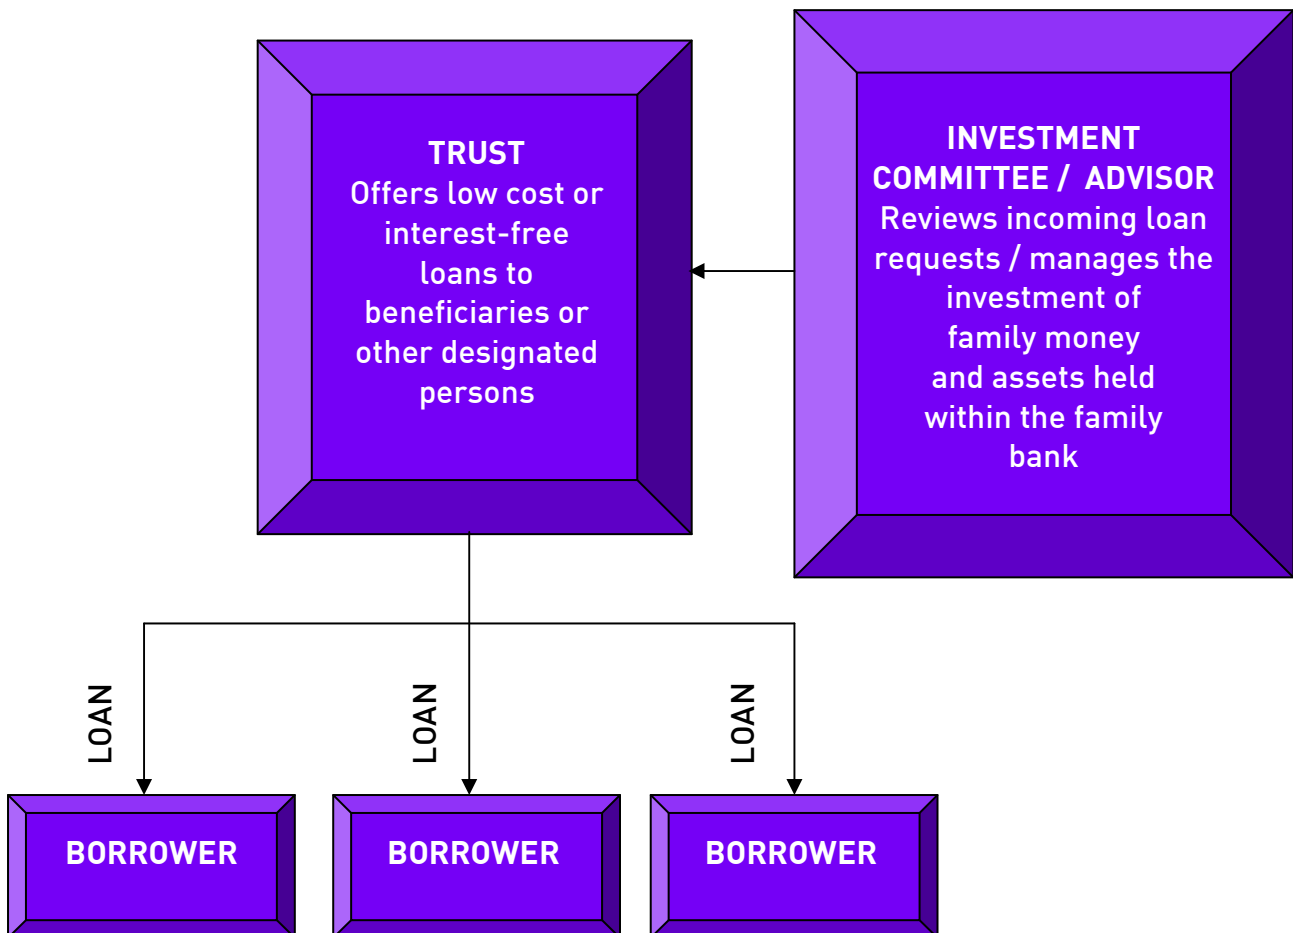 TRUST
Offers low cost or
interest-free
loans to
beneficiaries or
other designated
persons
INVESTMENT
COMMITTEE / ADVISOR
Reviews incoming loan
requests / manages the
investment of
family money
and assets held
within the family
bank
LOAN
LOAN
LOAN
BORROWER
BORROWER
BORROWER